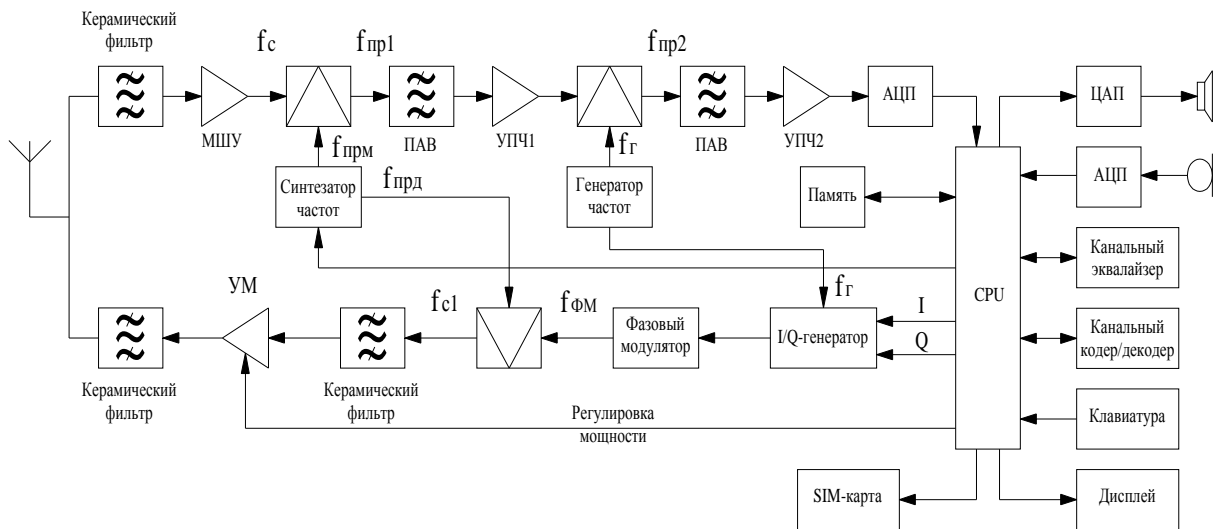 Керамический
фильтр
fс
fпр1
fпр2
МШУ
ПАВ
УПЧ1
ПАВ
УПЧ2
АЦП
ЦАП
fпрм
fг
Синтезатор
частот
fпрд
Генератор
частот
Память
АЦП
CPU
Канальный
эквалайзер
УМ
fс1
fФМ
fг
I
Q
Фазовый
модулятор
I/Q-генератор
Канальный
кодер/декодер
Керамический
фильтр
Керамический
фильтр
Регулировка
мощности
Клавиатура
SIM-карта
Дисплей